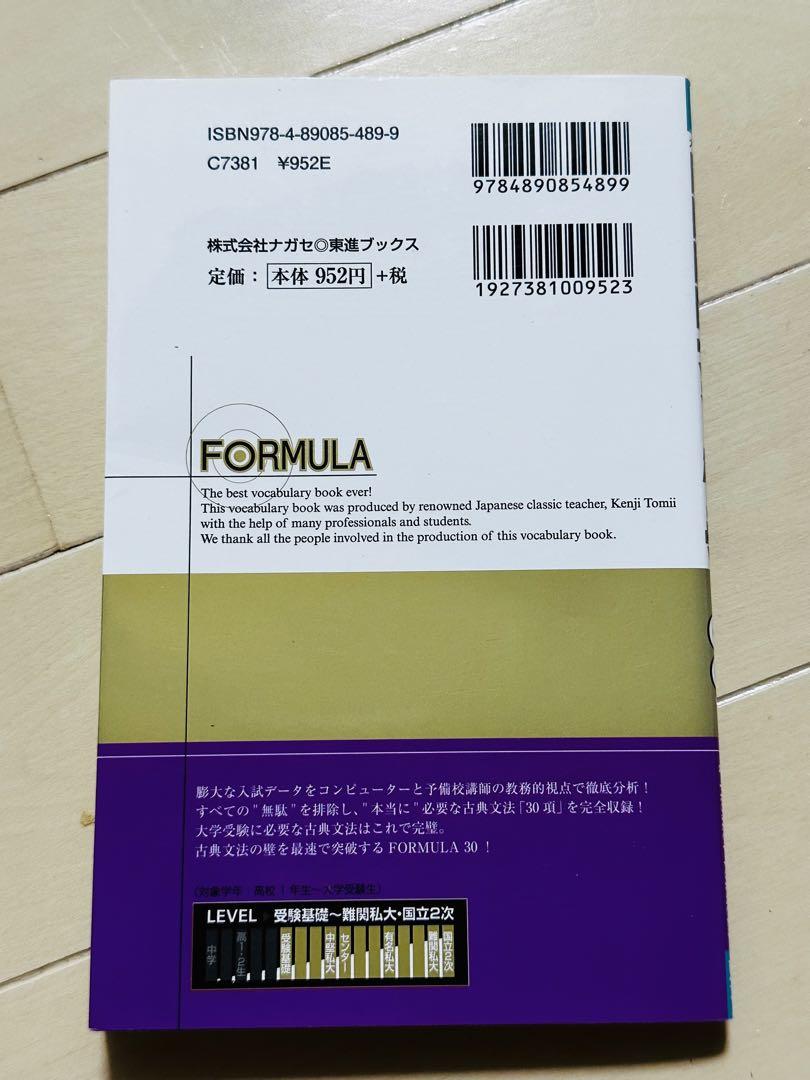 ISBN978-4-89085-489-9
C7381 ¥952E
9784890854899
株式会社ナガセ◎東進ブックス
定価：本体 952円+税
1927381009523
FORMULA
The best vocabulary book ever!
This vocabulary book was produced by renowned Japanese classic teacher, Kenji Tomii
with the help of many professionals and students.
We thank all the people involved in the production of this vocabulary book.
膨大な入試データをコンピューターと予備校講師の教務的視点で徹底分析！
すべての"無駄"を排除し、"本当に"必要な古典文法「30項」を完全収録！
大学受験に必要な古典文法はこれで完璧。
古典文法の壁を最速で突破するFORMULA 30！
（対象学年：高校1年生〜大学受験生）
LEVEL 受験基礎〜難関私大・国立2次
中学
高1・2生
受験基礎
中堅私大
センター
有名私大
難関私大
国立2次